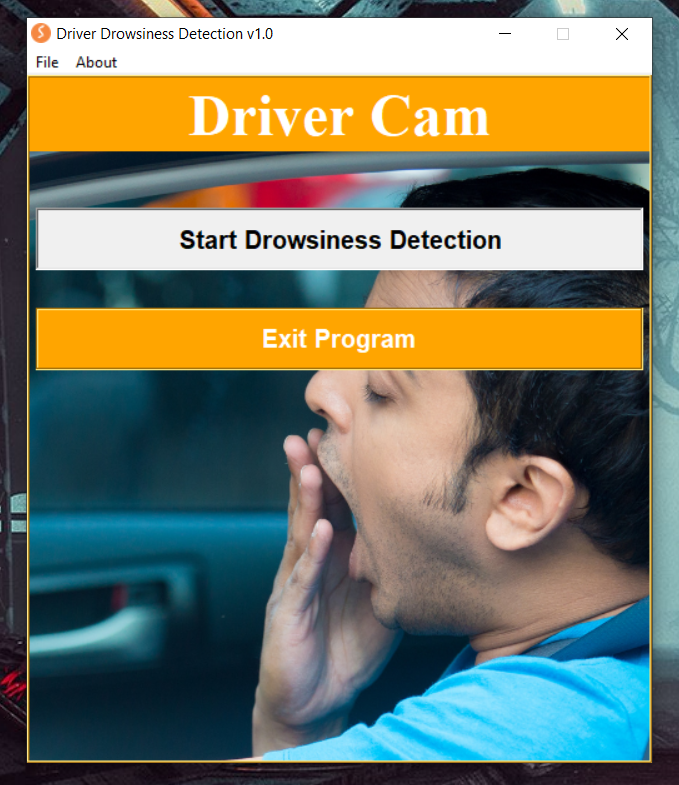 Driver Drowsiness Detection v1.0
File About
Driver Cam
Start Drowsiness Detection
Exit Program